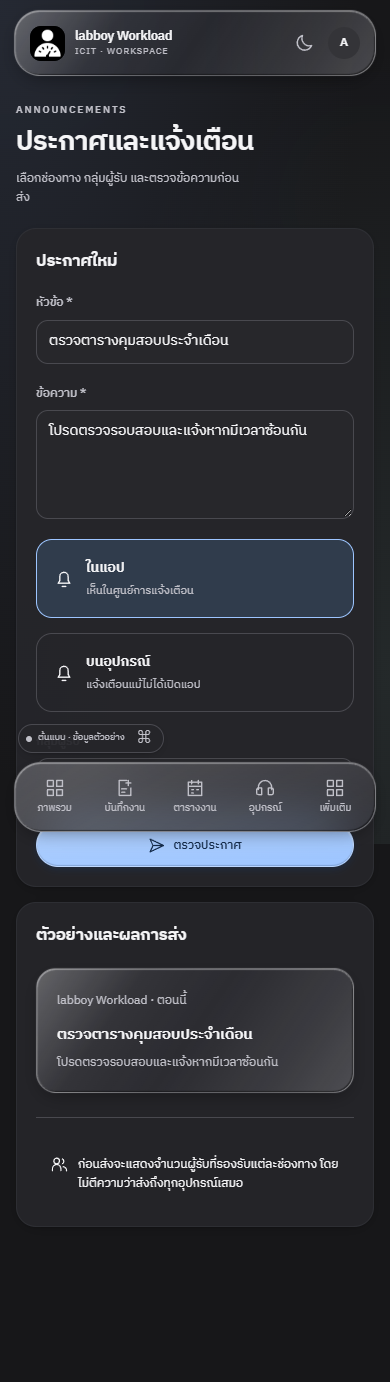 labboy Workload
ICIT · WORKSPACE
A
ANNOUNCEMENTS
ประกาศและแจ้งเตือน
เลือกช่องทาง กลุ่มผู้รับ และตรวจข้อความก่อน
ส่ง
ประกาศใหม่
หัวข้อ *
ตรวจตารางคุมสอบประจำเดือน
ข้อความ *
โปรดตรวจรอบสอบและแจ้งหากมีเวลาซ้อนกัน
ในแอป
เห็นในศูนย์การแจ้งเตือน
บนอุปกรณ์
แจ้งเตือนแม้ไม่ได้เปิดแอป
ต้นแบบ · ข้อมูลตัวอย่าง ⌘
ภาพรวม
บันทึกงาน
ตารางงาน
อุปกรณ์
เพิ่มเติม
ตรวจประกาศ
ตัวอย่างและผลการส่ง
labboy Workload · ตอนนี้
ตรวจตารางคุมสอบประจำเดือน
โปรดตรวจรอบสอบและแจ้งหากมีเวลาซ้อนกัน
ก่อนส่งจะแสดงจำนวนผู้รับที่รองรับแต่ละช่องทาง โดย
ไม่ตีความว่าส่งถึงทุกอุปกรณ์เสมอ